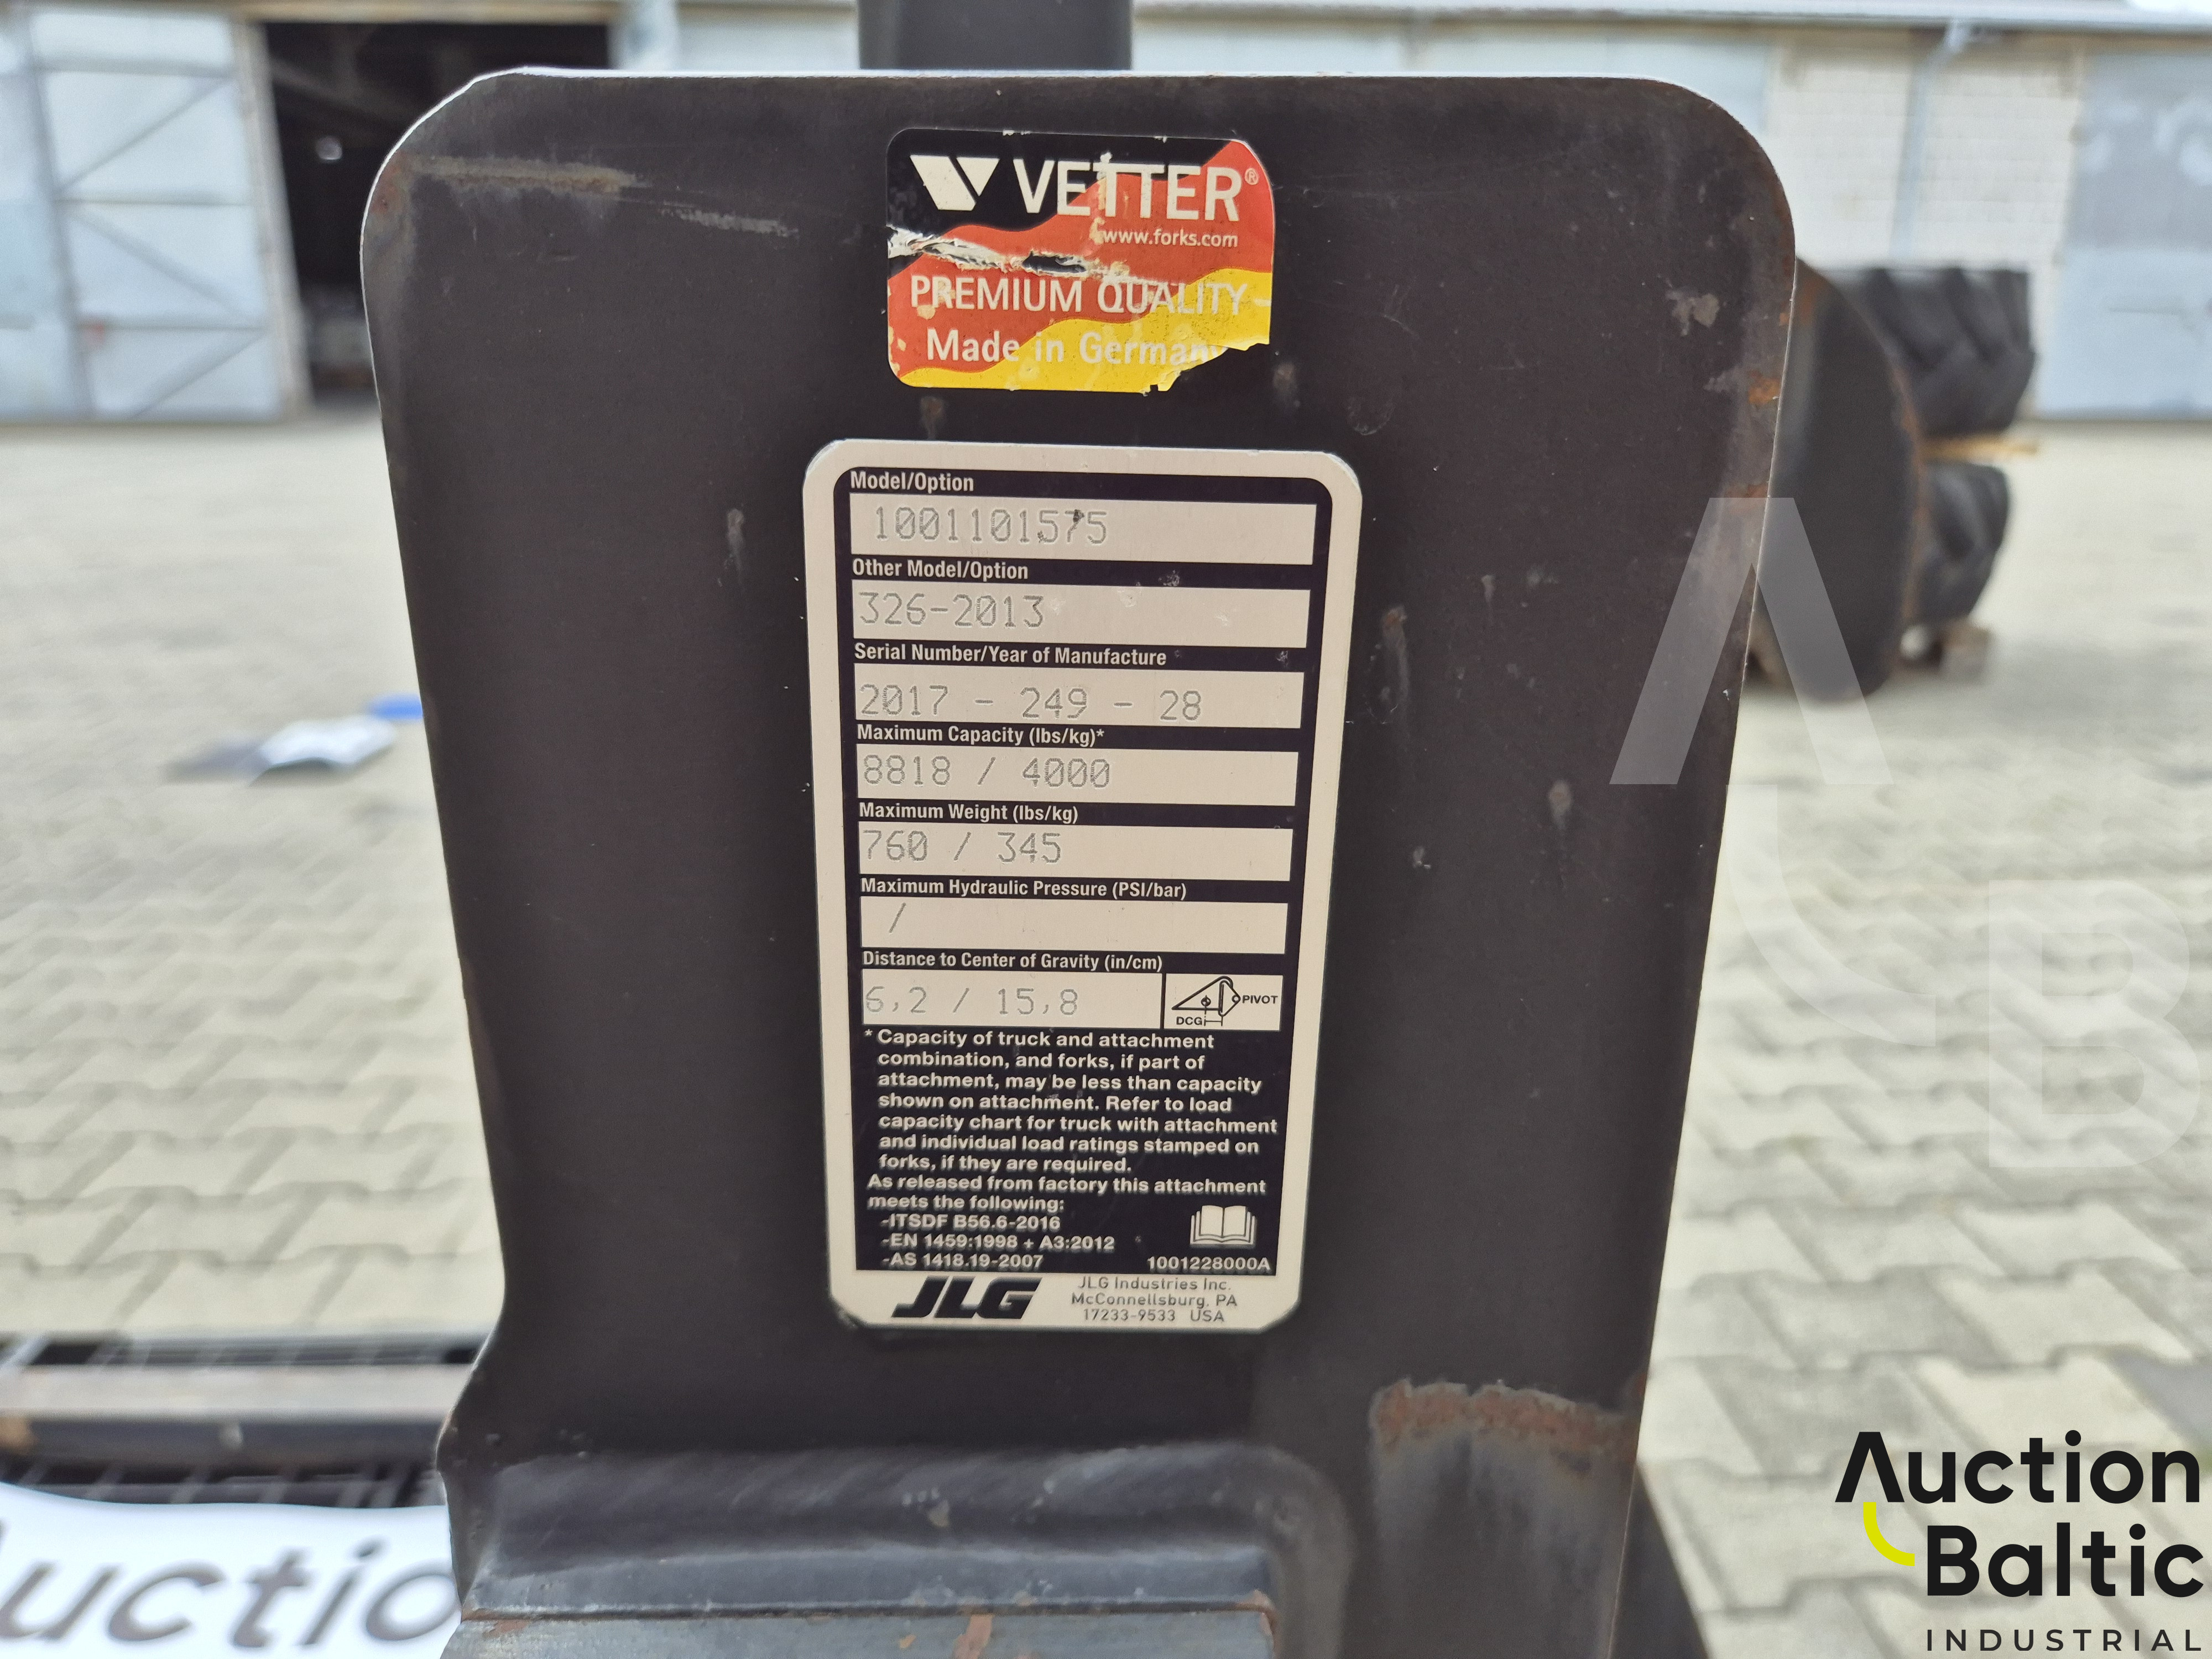 VETTER®
www.forks.com
PREMIUM QUALITY
Made in Germany
Model/Option
1001101575
Other Model/Option
326-2013
Serial Number/Year of Manufacture
2017 - 249 - 28
Maximum Capacity (lbs/kg)*
8818 / 4000
Maximum Weight (lbs/kg)
760 / 345
Maximum Hydraulic Pressure (PSI/bar)
/
Distance to Center of Gravity (in/cm)
6,2 / 15,8
PIVOT
DCG
* Capacity of truck and attachment
combination, and forks, if part of
attachment, may be less than capacity
shown on attachment. Refer to load
capacity chart for truck with attachment
and individual load ratings stamped on
forks, if they are required.
As released from factory this attachment
meets the following:
-ITSDF B56.6-2016
-EN 1459:1998 + A3:2012
-AS 1418.19-2007
1001228000A
JLG
JLG Industries Inc.
McConnellsburg, PA
17233-9533 USA
uctio
Auction
Baltic
INDUSTRIAL